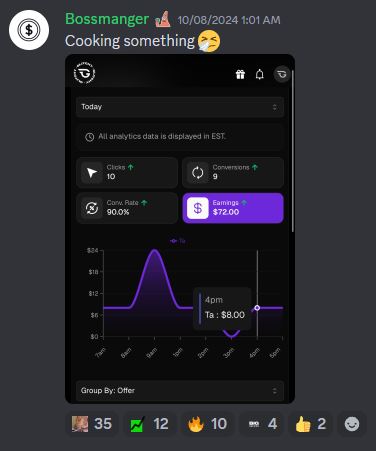 Bossmanger 10/08/2024 1:01 AM
Cooking something
Today
All analytics data is displayed in EST.
Clicks
10
Conversions
9
Conv. Rate
90.0%
Earnings
$72.00
Ta
$24
$18
$12
$6
$0
4pm
Ta : $8.00
7am
8am
9am
1pm
2pm
3pm
4pm
5pm
Group By: Offer
35 12 10 4 2